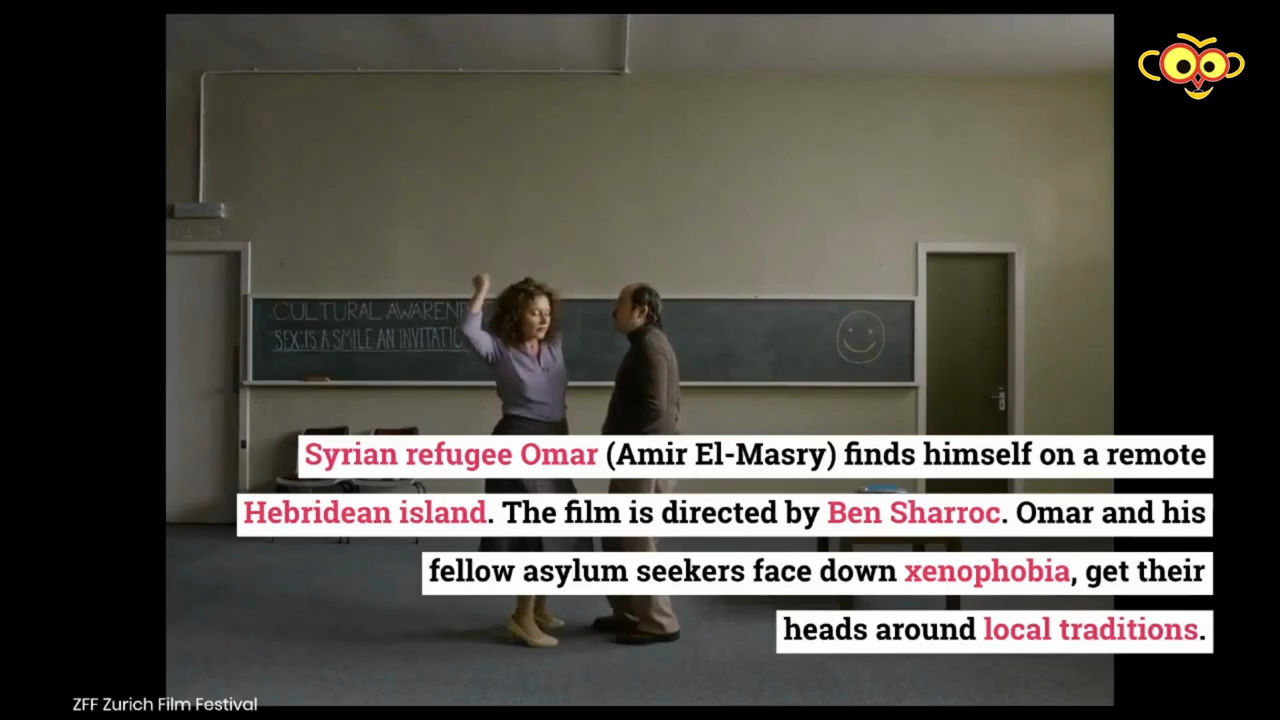 CULTURAL AWARENE
SEX: IS A SMILE AN INVITATIO
Syrian refugee Omar (Amir El-Masry) finds himself on a remote
Hebridean island. The film is directed by Ben Sharroc. Omar and his
fellow asylum seekers face down xenophobia, get their
heads around local traditions.
ZFF Zurich Film Festival